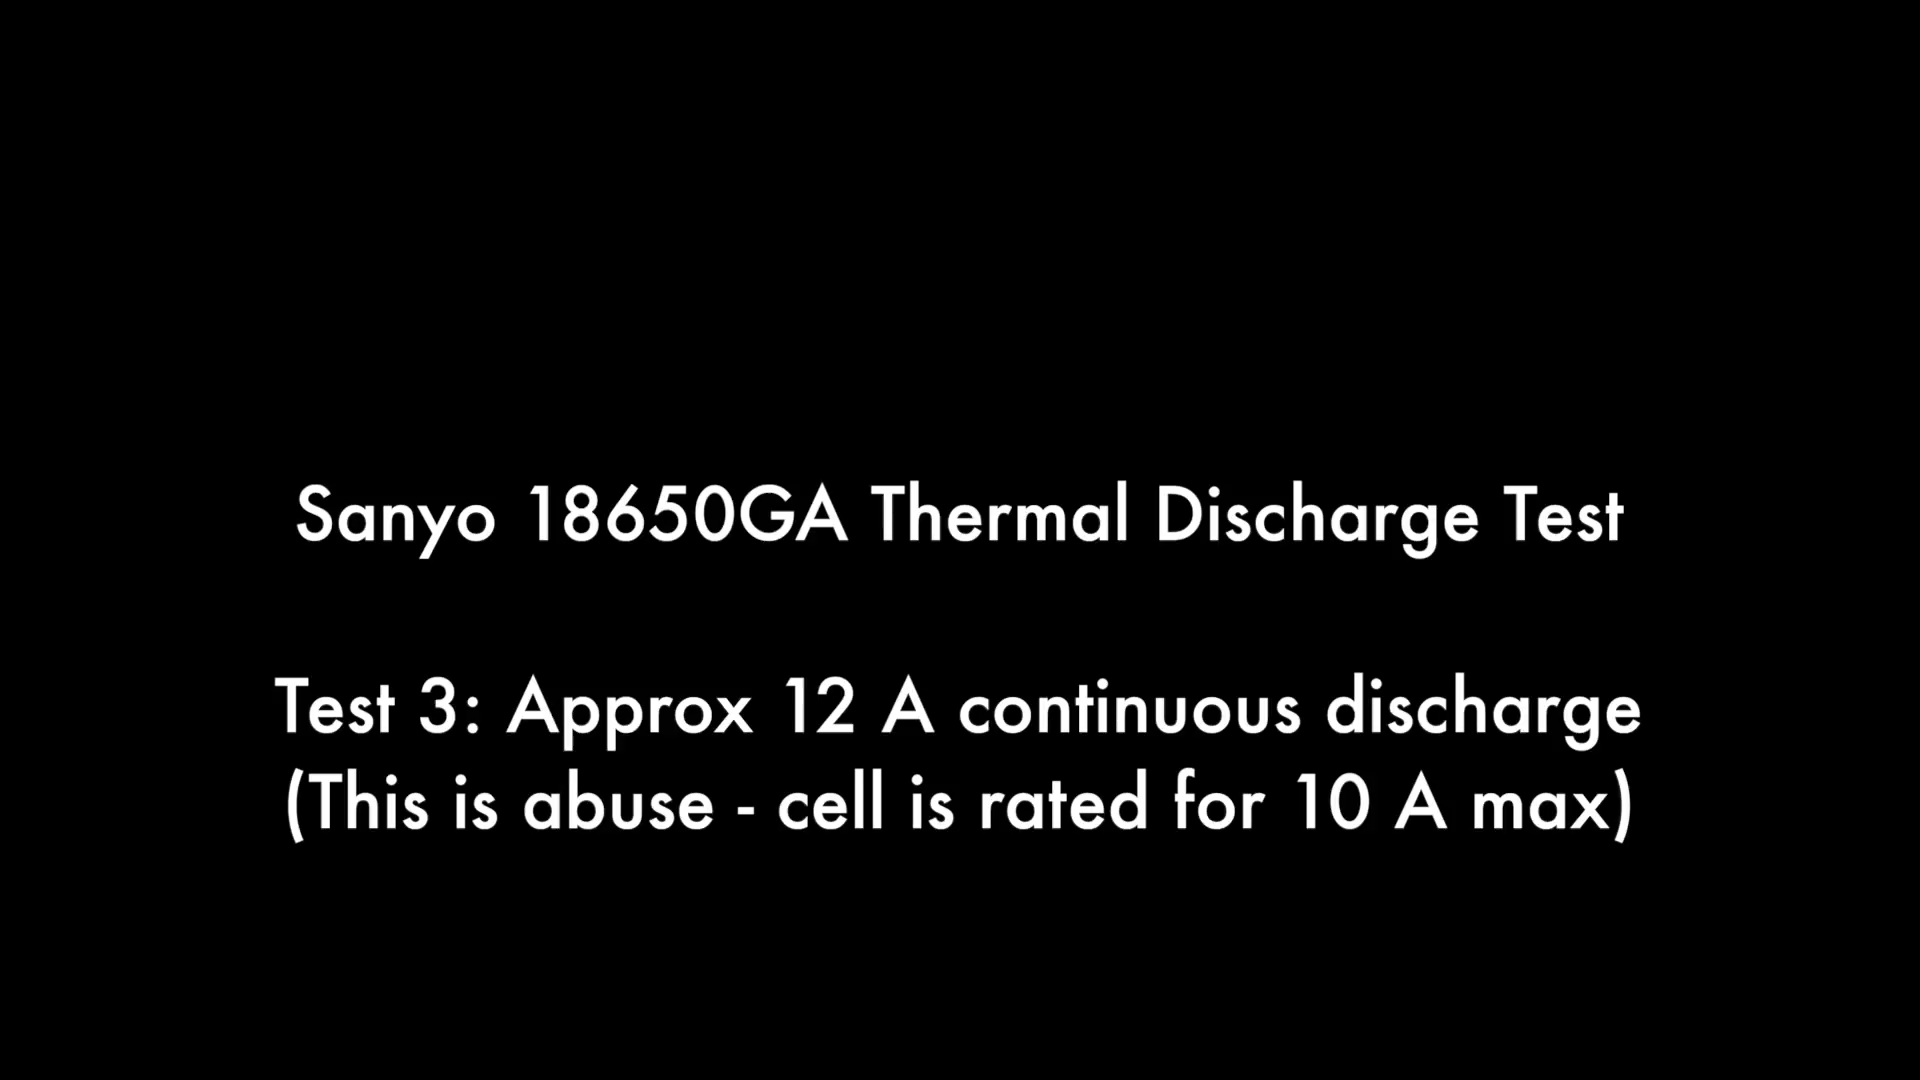 Sanyo 18650GA Thermal Discharge Test
Test 3: Approx 12 A continuous discharge
(This is abuse - cell is rated for 10 A max)